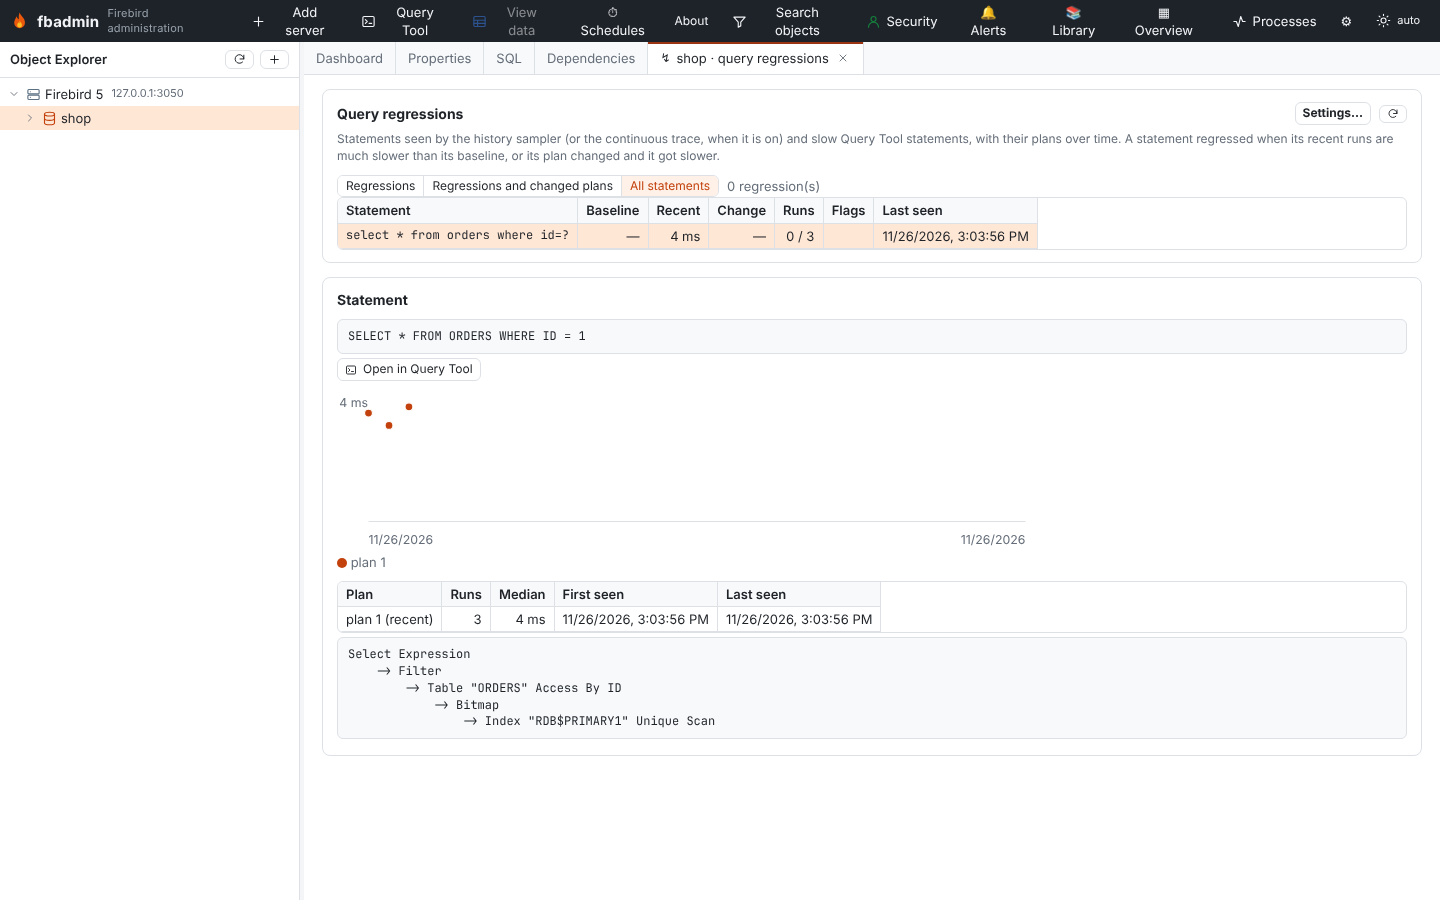 fbadmin
Firebird
administration
Add
server
Query
Tool
View
data
Schedules
About
Search
objects
Security
Alerts
Library
Overview
Processes
auto
Object Explorer
Firebird 5 127.0.0.1:3050
shop
Dashboard
Properties
SQL
Dependencies
shop · query regressions
Query regressions
Settings...
Statements seen by the history sampler (or the continuous trace, when it is on) and slow Query Tool statements, with their plans over time. A statement regressed when its recent runs are
much slower than its baseline, or its plan changed and it got slower.
Regressions Regressions and changed plans All statements 0 regression(s)
Statement Baseline Recent Change Runs Flags Last seen
select * from orders where id=? — 4 ms — 0 / 3 11/26/2026, 3:03:56 PM
Statement
SELECT * FROM ORDERS WHERE ID = 1
Open in Query Tool
4 ms
11/26/2026 11/26/2026
plan 1
Plan Runs Median First seen Last seen
plan 1 (recent) 3 4 ms 11/26/2026, 3:03:56 PM 11/26/2026, 3:03:56 PM
Select Expression
-> Filter
-> Table "ORDERS" Access By ID
-> Bitmap
-> Index "RDB$PRIMARY1" Unique Scan